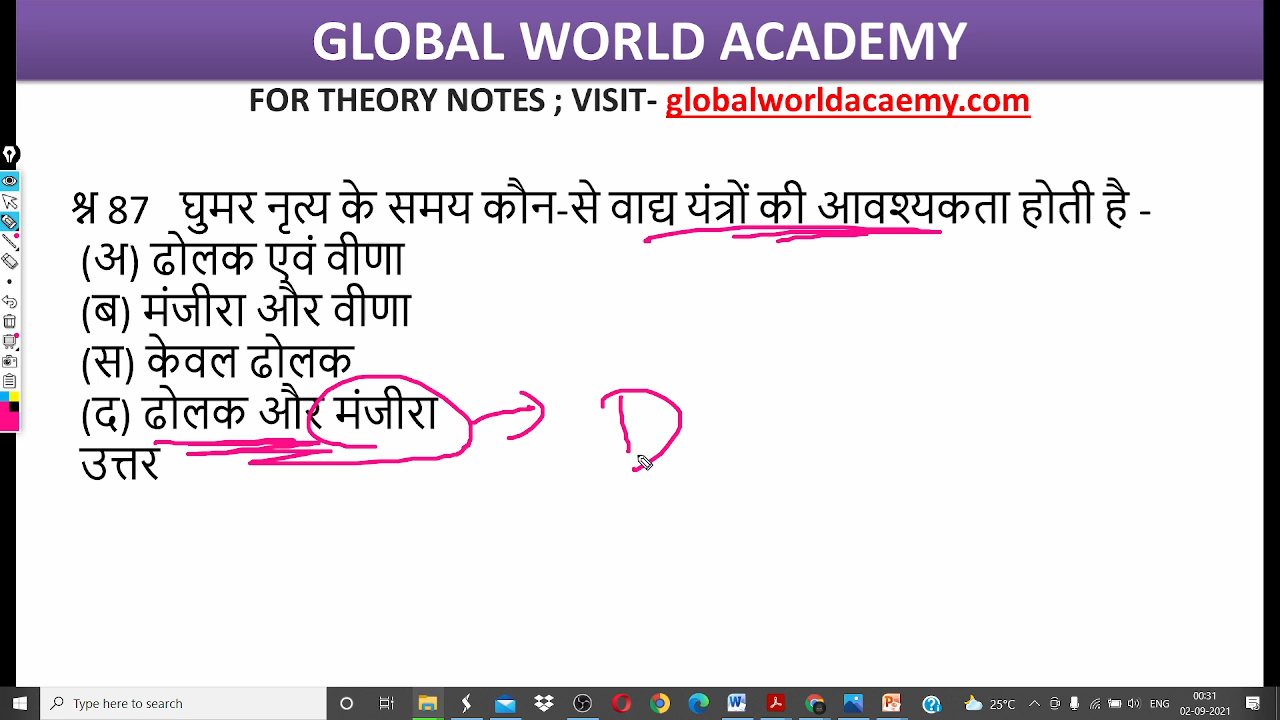 GLOBAL WORLD ACADEMY
FOR THEORY NOTES ; VISIT- globalworldacaemy.com
श्न 87 घुमर नृत्य के समय कौन-से वाद्य यंत्रों की आवश्यकता होती है -
(अ) ढोलक एवं वीणा
(ब) मंजीरा और वीणा
(स) केवल ढोलक
(द) ढोलक और मंजीरा
D
उत्तर
Type here to search
25°C
ENG
00:31
02-09-2021